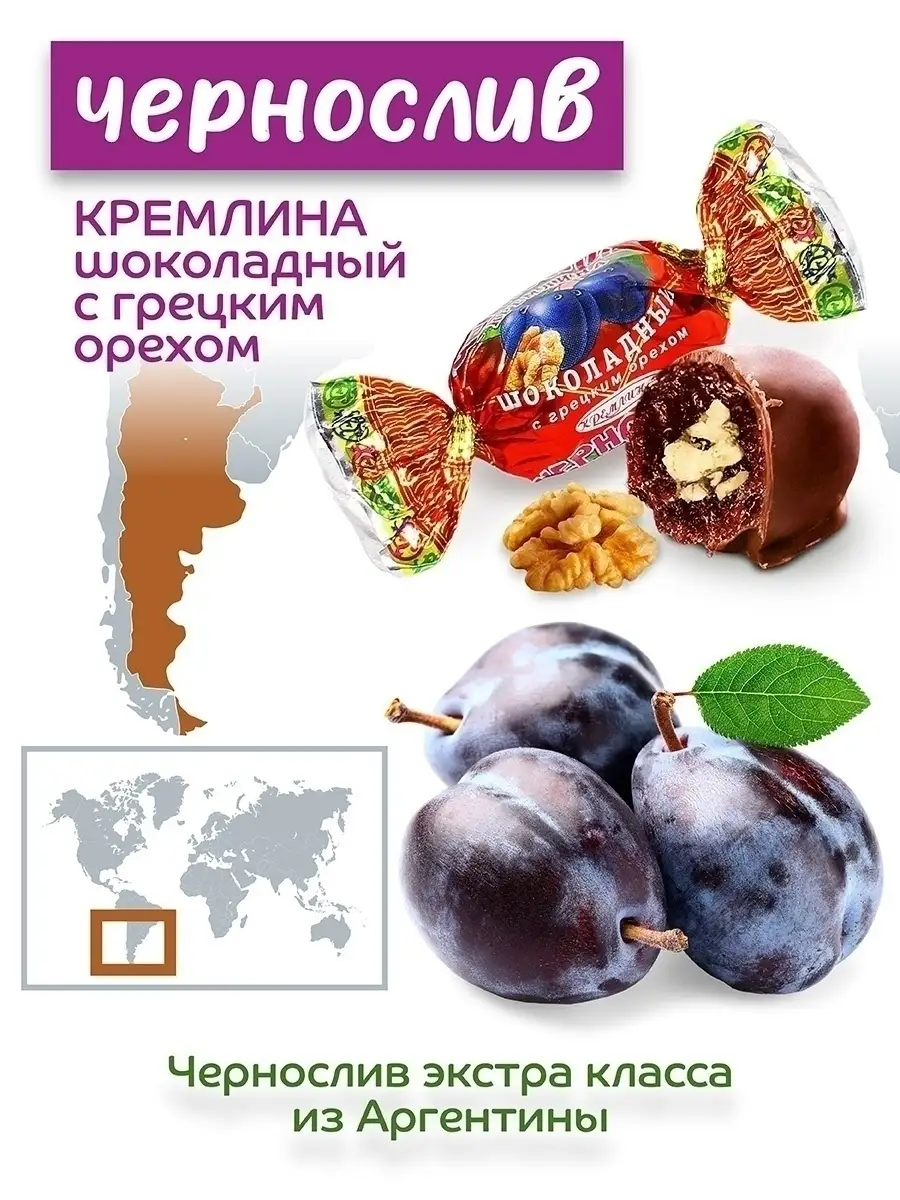 чернослив
КРЕМЛИНА
шоколадный
с грецким
орехом
ШОКОЛАДНЫЙ
с грецким орехом
Чернослив экстра класса
из Аргентины